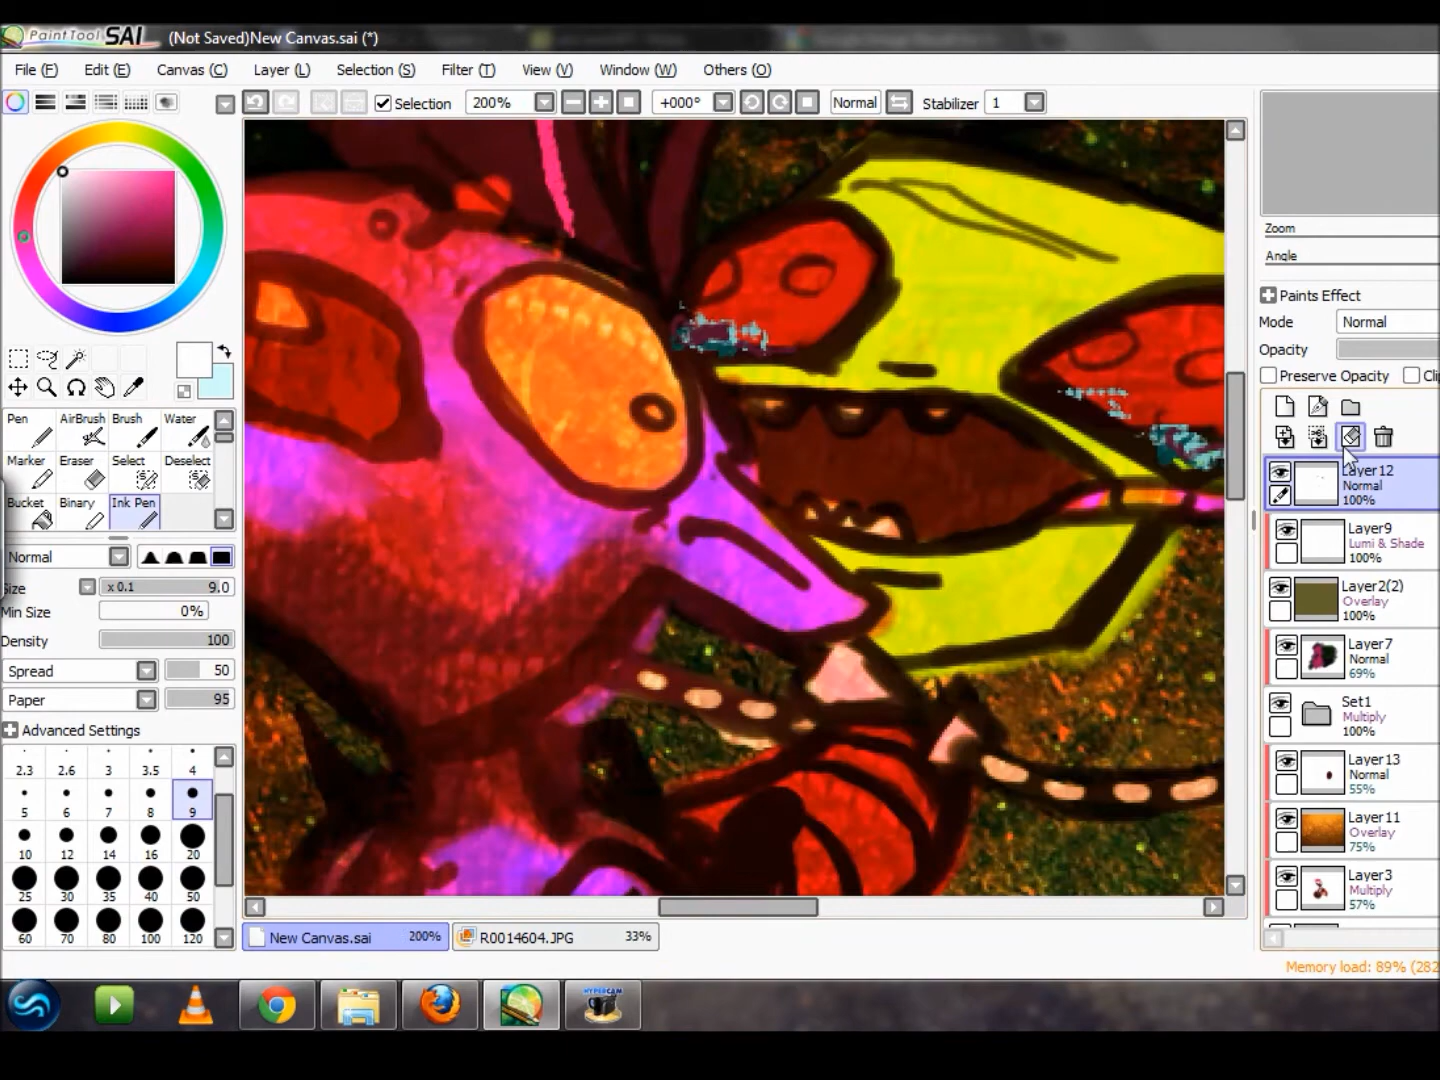 PaintTool SAI (Not Saved)New Canvas.sai (*)
File (F) Edit (E) Canvas (C) Layer (L) Selection (S) Filter (T) View (V) Window (W) Others (O)
Selection 200% +000° Normal Stabilizer 1
Zoom
Angle
Paints Effect
Mode Normal
Opacity
Preserve Opacity Cli
Pen AirBrush Brush Water
Marker Eraser Select Deselect
Bucket Binary Ink Pen
Normal
Size x 0.1 9.0
Min Size 0%
Density 100
Spread 50
Paper 95
Advanced Settings
2.3 2.6 3 3.5 4
5 6 7 8 9
10 12 14 16 20
25 30 35 40 50
60 70 80 100 120
Layer12
Normal
100%
Layer9
Lumi & Shade
100%
Layer2(2)
Overlay
100%
Layer7
Normal
69%
Set1
Multiply
100%
Layer13
Normal
55%
Layer11
Overlay
75%
Layer3
Multiply
57%
New Canvas.sai 200% R0014604.JPG 33%
Memory load: 89% (282
HYPERCAM